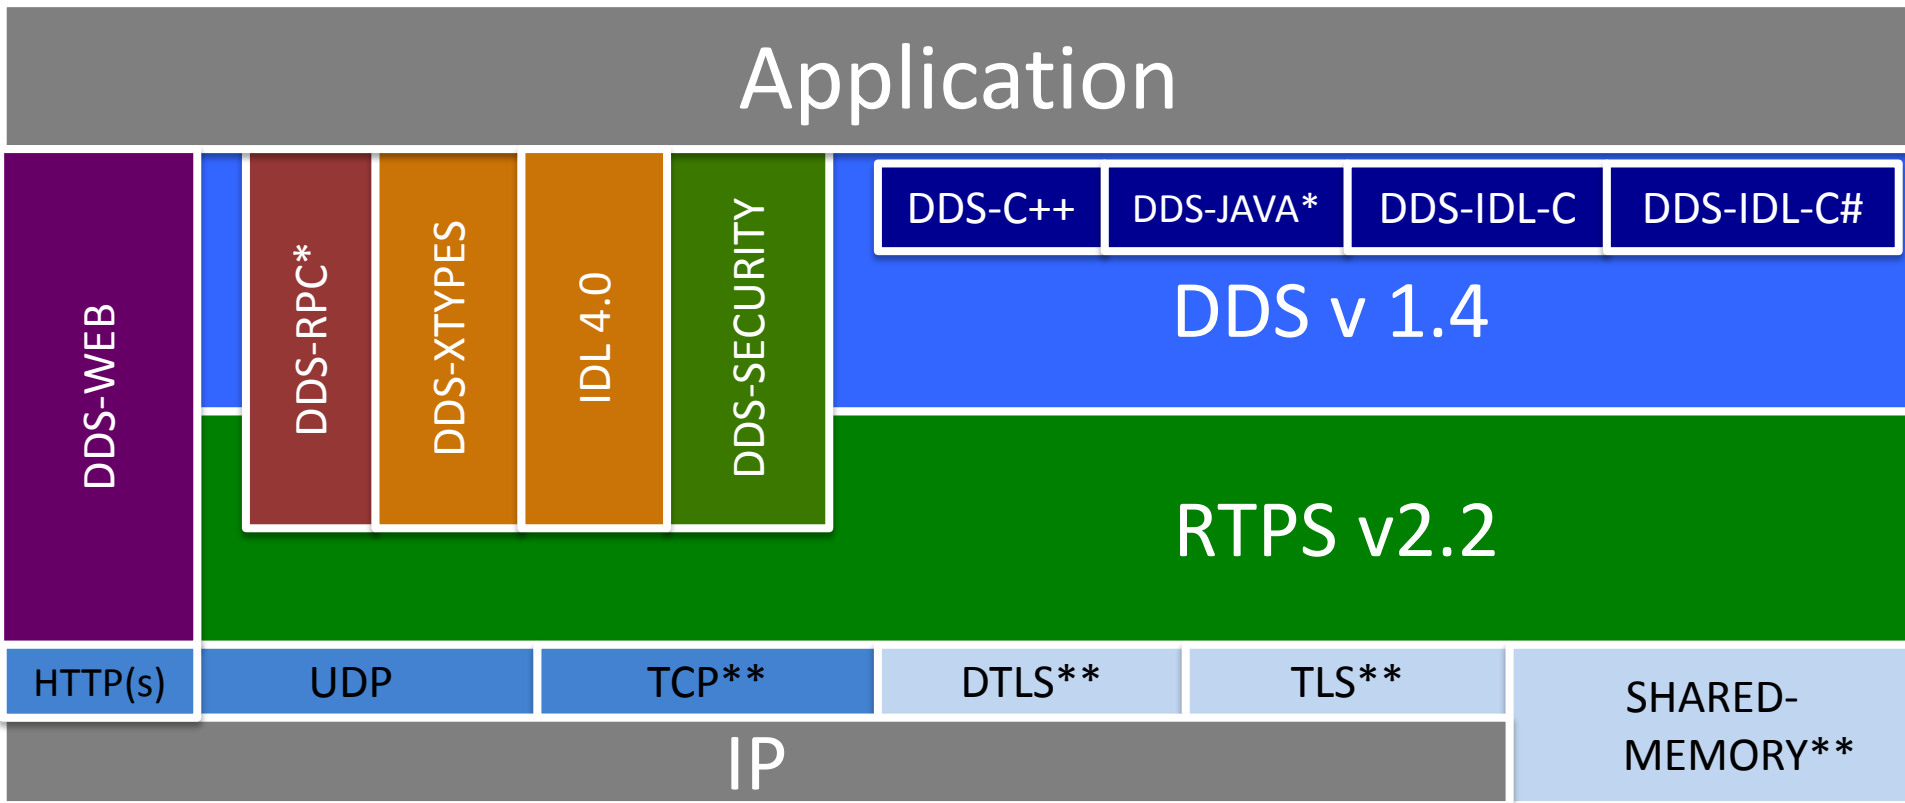 Application
DDS-WEB
DDS-RPC*
DDS-XTYPES
IDL 4.0
DDS-SECURITY
DDS-C++
DDS-JAVA*
DDS-IDL-C
DDS-IDL-C#
DDS v 1.4
RTPS v2.2
HTTP(s)
UDP
TCP**
DTLS**
TLS**
SHARED-
MEMORY**
IP